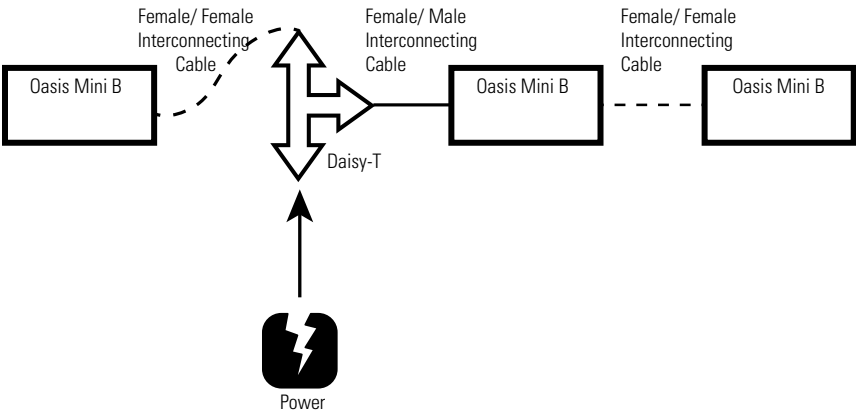 Female/ Female
Interconnecting
Cable
Female/ Male
Interconnecting
Cable
Female/ Female
Interconnecting
Cable
Oasis Mini B
Oasis Mini B
Oasis Mini B
Daisy-T
Power